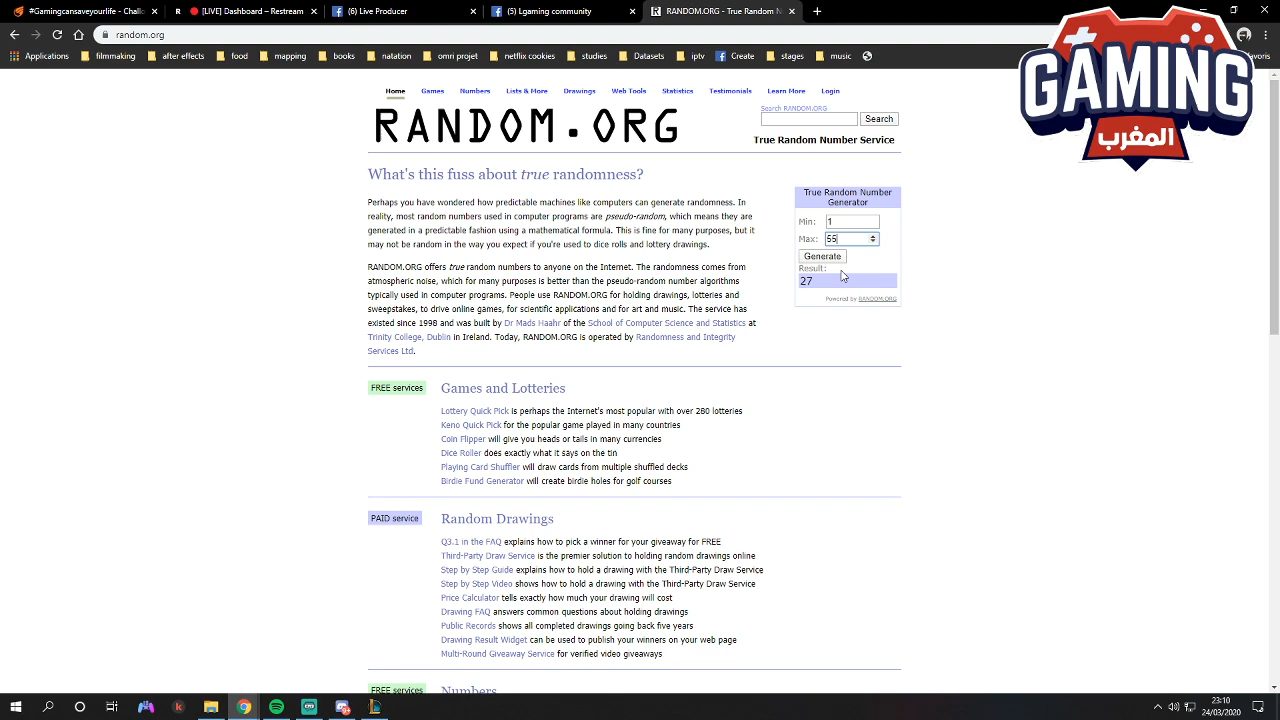 #Gamingcansaveyourlife - Challon
[LIVE] Dashboard – Restream
(4) Live Producer
(4) Gaming community
RANDOM.ORG - True Random Nu
random.org
Applications
filmmaking
after effects
food
mapping
books
natation
omri projet
netflix cookies
studies
Datasets
iptv
Create
stages
music
GAMING
المغرب
Home Games Numbers Lists & More Drawings Web Tools Statistics Testimonials Learn More Login
RANDOM.ORG
Search RANDOM.ORG
Search
True Random Number Service
What's this fuss about true randomness?
Perhaps you have wondered how predictable machines like computers can generate randomness. In
reality, most random numbers used in computer programs are pseudo-random, which means they
are generated in a predictable fashion using a mathematical formula. This is fine for many purposes, but it
may not be random in the way you expect if you're used to dice rolls and lottery drawings.
RANDOM.ORG offers true random numbers to anyone on the Internet. The randomness comes from
atmospheric noise, which for many purposes is better than the pseudo-random number algorithms
typically used in computer programs. People use RANDOM.ORG for holding drawings, lotteries and
sweepstakes, to drive online games, for scientific applications and for art and music. The service has
existed since 1998 and was built by Dr Mads Haahr of the School of Computer Science and Statistics at
Trinity College, Dublin in Ireland. Today, RANDOM.ORG is operated by Randomness and Integrity
Services Ltd.
True Random Number
Generator
Min: 1
Max: 55
Generate
Result:
27
Powered by RANDOM.ORG
FREE services
Games and Lotteries
Lottery Quick Pick is perhaps the Internet's most popular with over 280 lotteries
Keno Quick Pick for the popular game played in many countries
Coin Flipper will give you heads or tails in many currencies
Dice Roller does exactly what it says on the tin
Playing Card Shuffler will draw cards from multiple shuffled decks
Birdie Fund Generator will create birdie holes for golf courses
PAID service
Random Drawings
Q3.1 in the FAQ explains how to pick a winner for your giveaway for FREE
Third-Party Draw Service is the premier solution to holding random drawings online
Step by Step Guide explains how to hold a drawing with the Third-Party Draw Service
Step by Step Video shows how to hold a drawing with the Third-Party Draw Service
Price Calculator tells exactly how much your drawing will cost
Drawing FAQ answers common questions about holding drawings
Public Records shows all completed drawings going back five years
Drawing Result Widget can be used to publish your winners on your web page
Multi-Round Giveaway Service for verified video giveaways
FREE services
Numbers
23:10
24/03/2020